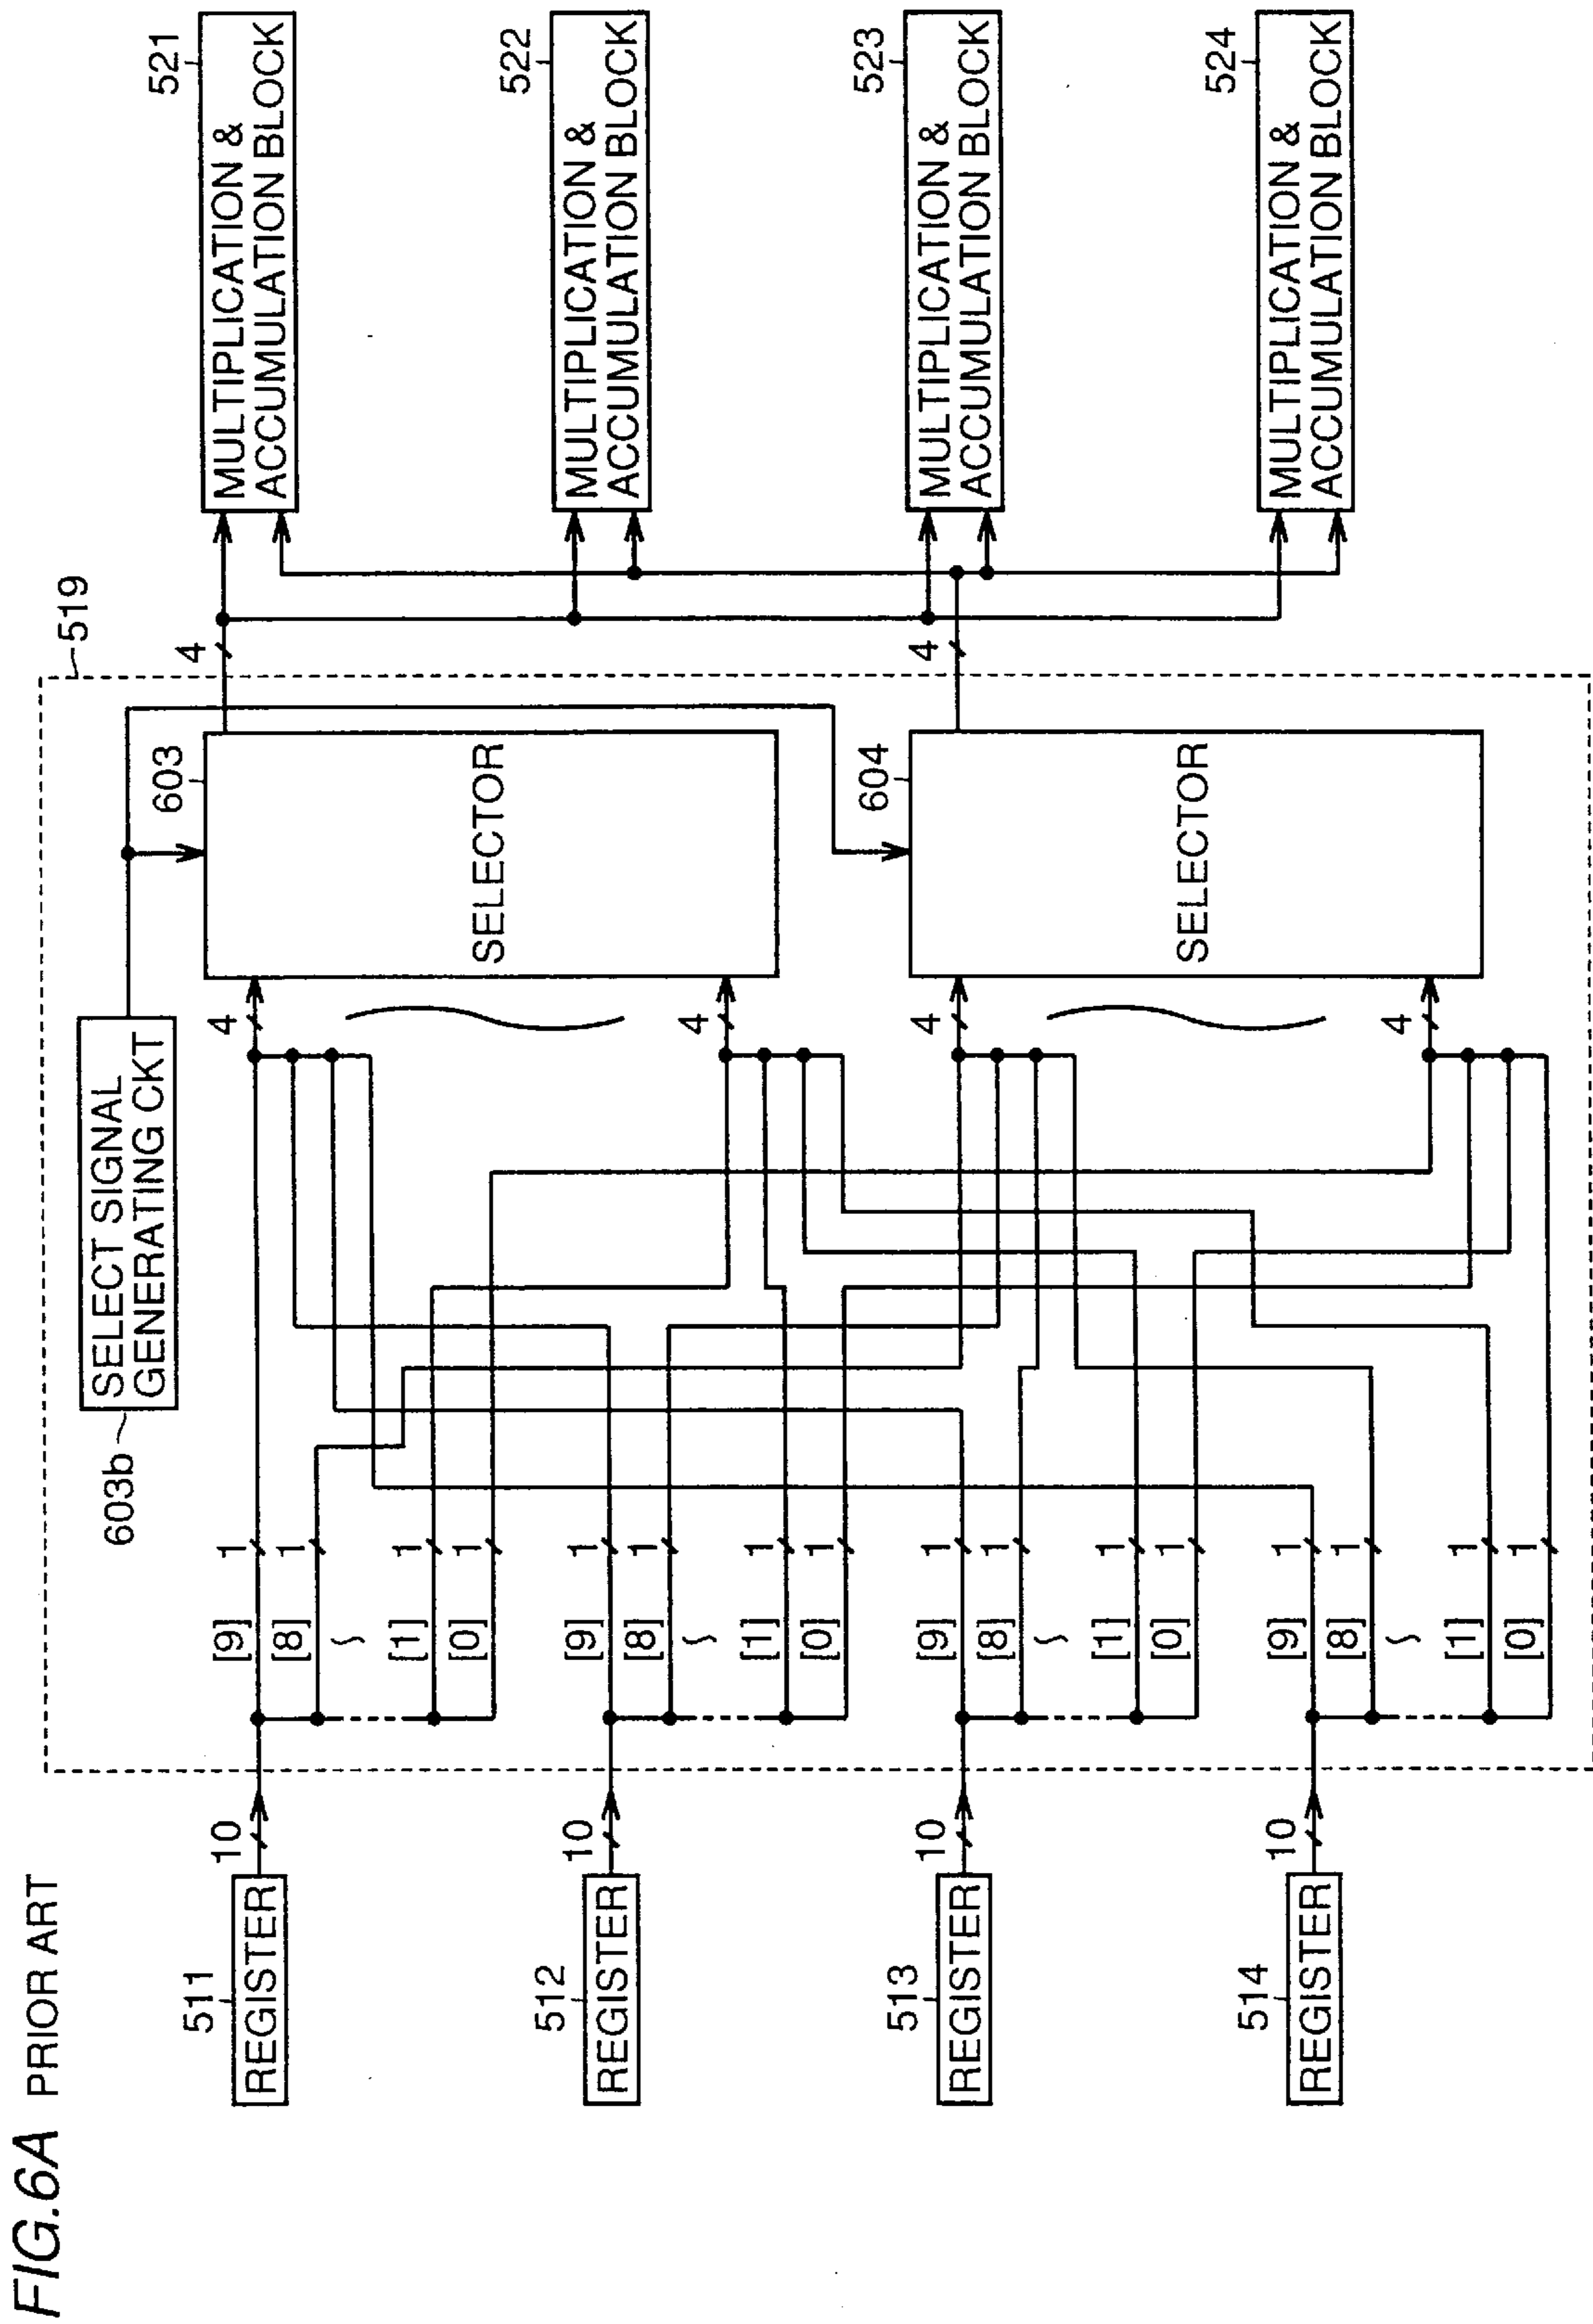 FIG.6A PRIOR ART
519
603b
SELECT SIGNAL
GENERATING CKT
511
REGISTER
10
[9]
1
[8]
1
[1]
1
[0]
1
4
4
603
SELECTOR
4
521
MULTIPLICATION &
ACCUMULATION BLOCK
512
REGISTER
10
[9]
1
[8]
1
[1]
1
[0]
1
522
MULTIPLICATION &
ACCUMULATION BLOCK
513
REGISTER
10
[9]
1
[8]
1
[1]
1
[0]
1
4
4
604
SELECTOR
4
523
MULTIPLICATION &
ACCUMULATION BLOCK
514
REGISTER
10
[9]
1
[8]
1
[1]
1
[0]
1
524
MULTIPLICATION &
ACCUMULATION BLOCK